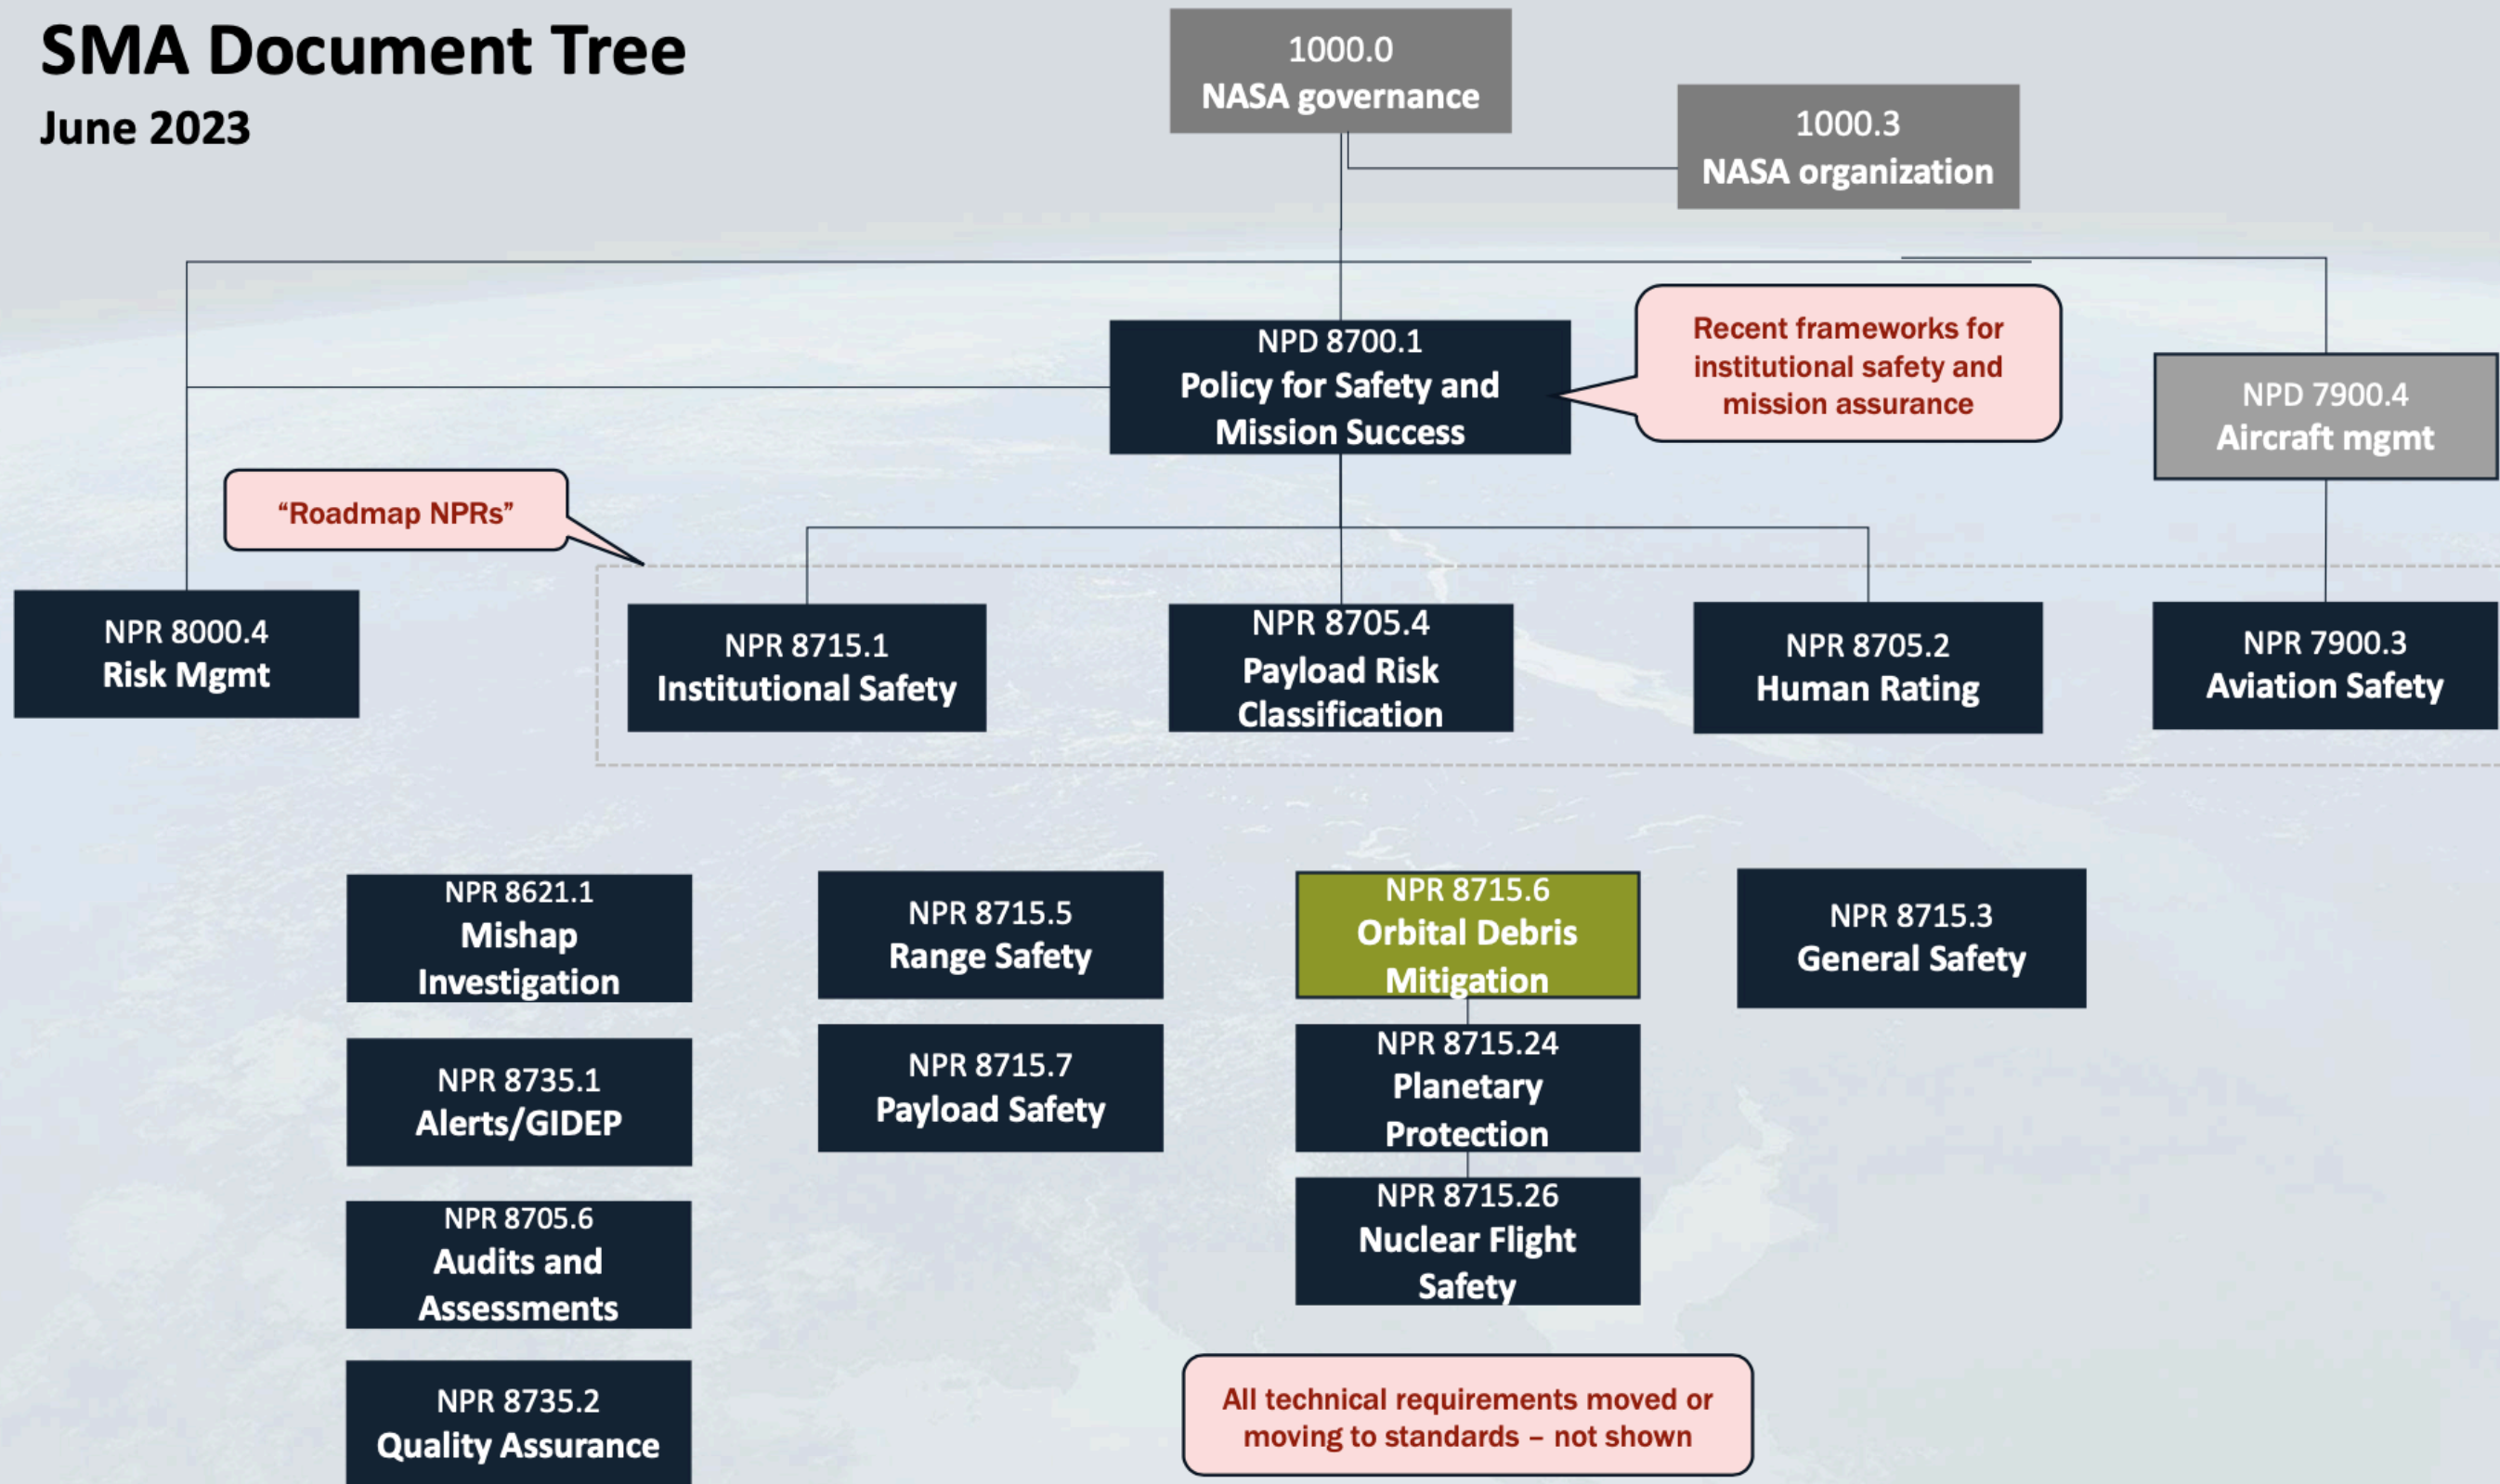 SMA Document Tree
June 2023
1000.0
NASA governance
1000.3
NASA organization
NPD 8700.1
Policy for Safety and
Mission Success
Recent frameworks for
institutional safety and
mission assurance
NPD 7900.4
Aircraft mgmt
“Roadmap NPRs”
NPR 8000.4
Risk Mgmt
NPR 8715.1
Institutional Safety
NPR 8705.4
Payload Risk
Classification
NPR 8705.2
Human Rating
NPR 7900.3
Aviation Safety
NPR 8621.1
Mishap
Investigation
NPR 8715.5
Range Safety
NPR 8715.6
Orbital Debris
Mitigation
NPR 8715.3
General Safety
NPR 8735.1
Alerts/GIDEP
NPR 8715.7
Payload Safety
NPR 8715.24
Planetary
Protection
NPR 8705.6
Audits and
Assessments
NPR 8715.26
Nuclear Flight
Safety
NPR 8735.2
Quality Assurance
All technical requirements moved or
moving to standards – not shown